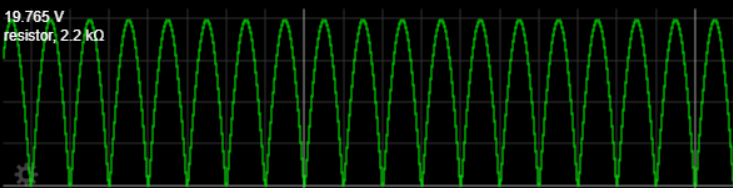 19.765 V
resistor, 2.2 kΩ